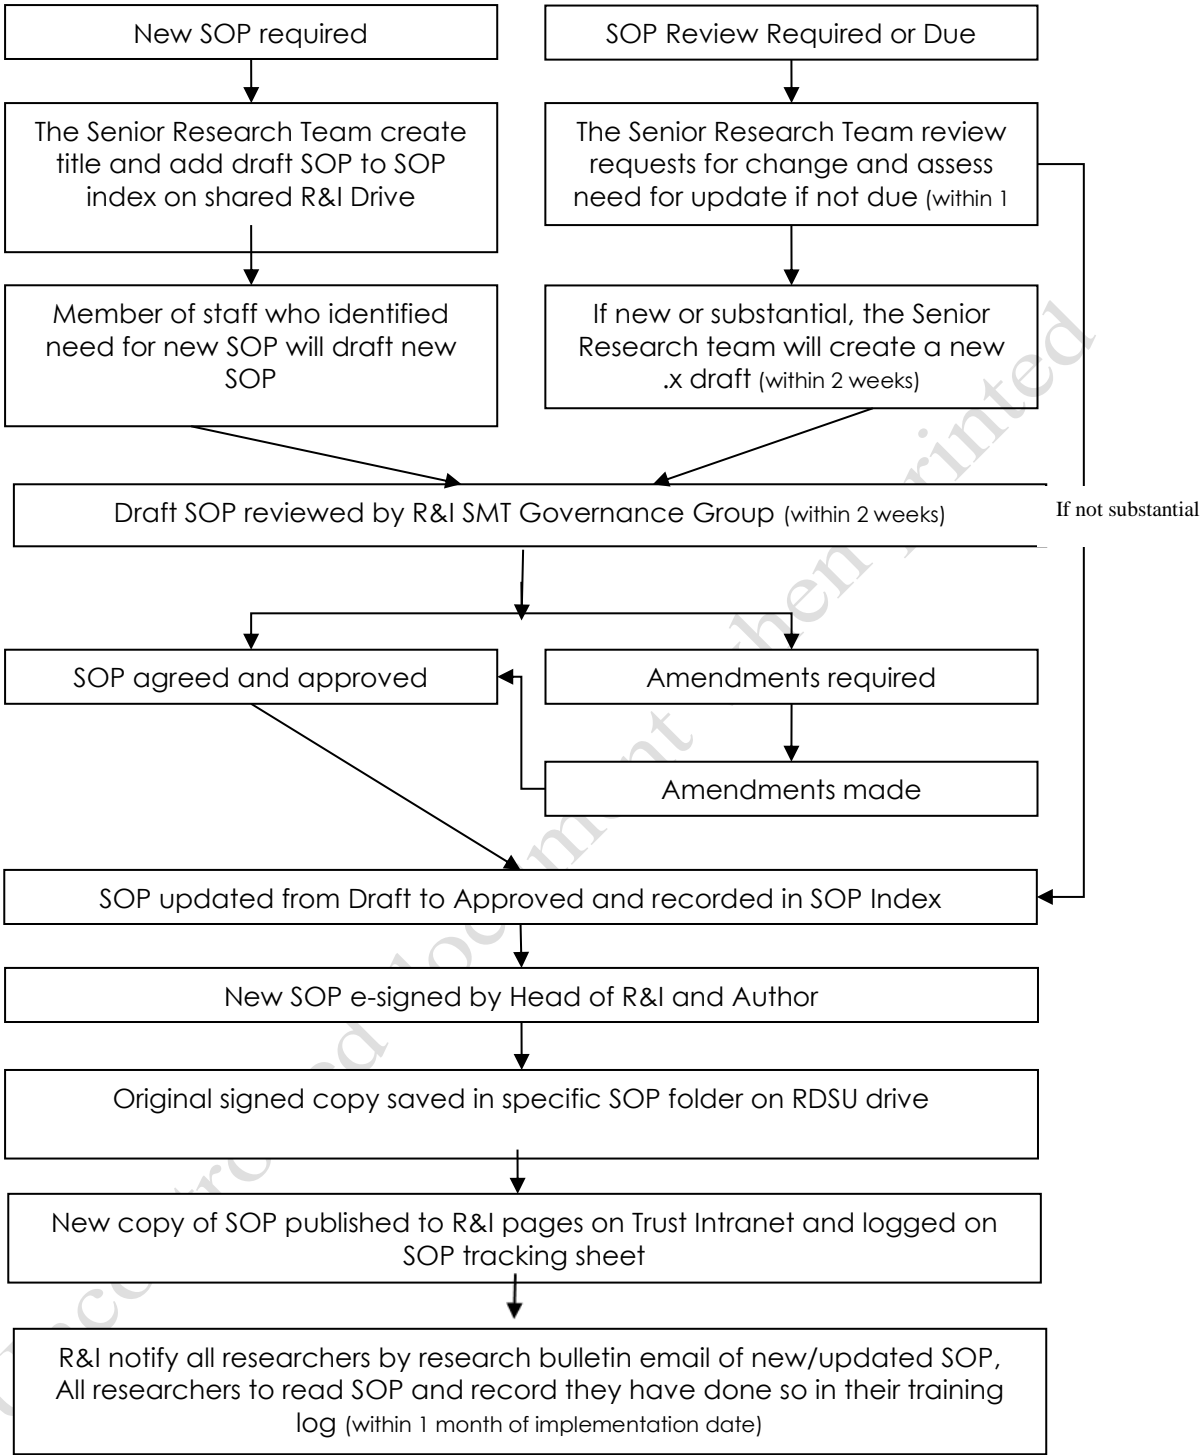 New SOP required
SOP Review Required or Due
The Senior Research Team create
title and add draft SOP to SOP
index on shared R&I Drive
The Senior Research Team review
requests for change and assess
need for update if not due (within 1
Member of staff who identified
need for new SOP will draft new
SOP
If new or substantial, the Senior
Research team will create a new
.x draft (within 2 weeks)
Draft SOP reviewed by R&I SMT Governance Group (within 2 weeks)
If not substantial
SOP agreed and approved
Amendments required
Amendments made
SOP updated from Draft to Approved and recorded in SOP Index
New SOP e-signed by Head of R&I and Author
Original signed copy saved in specific SOP folder on RDSU drive
New copy of SOP published to R&I pages on Trust Intranet and logged on
SOP tracking sheet
R&I notify all researchers by research bulletin email of new/updated SOP,
All researchers to read SOP and record they have done so in their training
log (within 1 month of implementation date)